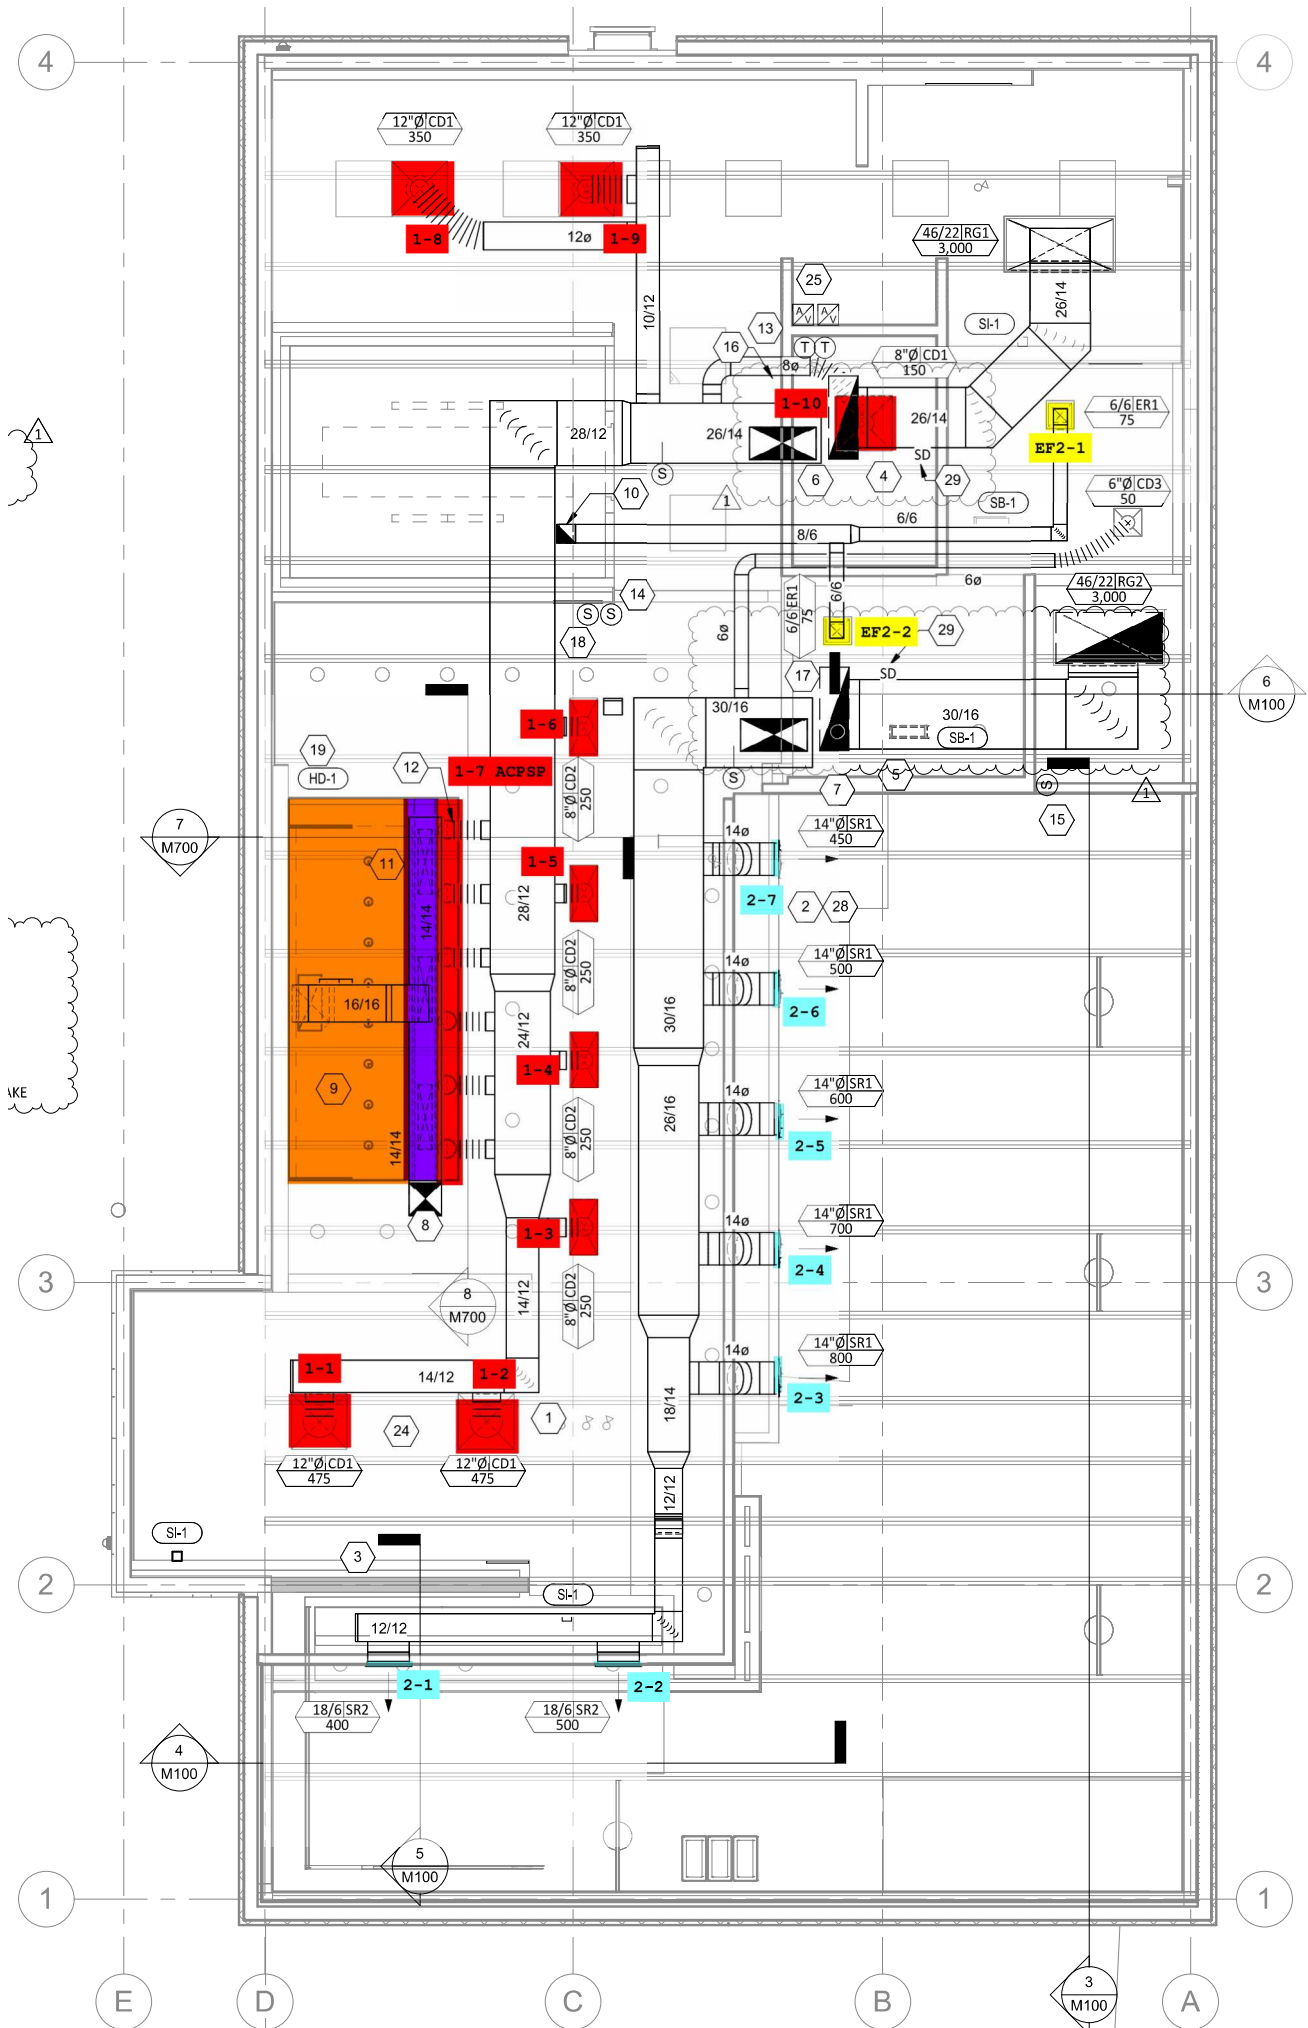 4
4
12"Ø CD1
350
12"Ø CD1
350
1-8
12ø
1-9
46/22 RG1
3,000
10/12
25
26/14
SI-1
13
16
A
V
A
V
T
T
8ø
8"Ø CD1
150
1-10
6/6 ER1
75
1
28/12
26/14
26/14
EF2-1
S
SD
10
6
4
29
6"Ø CD3
50
1
SB-1
6/6
8/6
6ø
46/22 RG2
3,000
14
6/6 ER1
75
6/6
S
S
18
6ø
EF2-2
29
17
SD
6
M100
1-6
30/16
30/16
SB-1
19
HD-1
12
1-7 ACPSP
S
5
S
1
8"Ø CD2
250
7
15
7
M700
14ø
14"Ø SR1
450
11
1-5
2-7
2
28
28/12
14/14
8"Ø CD2
250
14ø
14"Ø SR1
500
16/16
30/16
2-6
24/12
1-4
9
AKE
14ø
14"Ø SR1
600
26/16
8"Ø CD2
250
14/14
2-5
8
1-3
14ø
14"Ø SR1
700
2-4
3
3
8
M700
14/12
8"Ø CD2
250
14ø
14"Ø SR1
800
1-1
14/12
1-2
2-3
24
1
18/14
12"Ø CD1
475
12"Ø CD1
475
12/12
SI-1
3
2
SI-1
2
12/12
2-1
2-2
18/6 SR2
400
18/6 SR2
500
4
M100
5
M100
1
1
E
D
C
B
3
M100
A